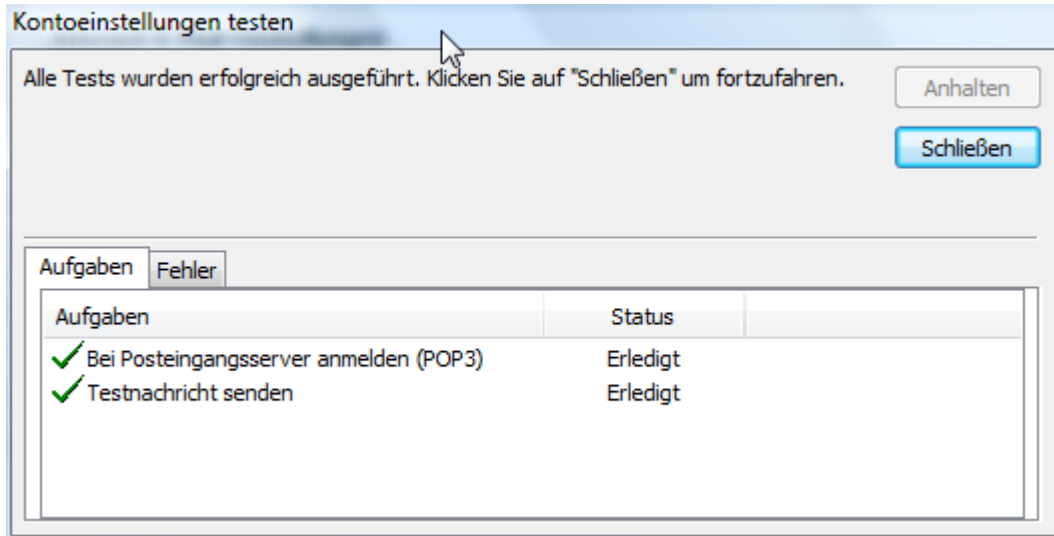 Kontoeinstellungen testen
Alle Tests wurden erfolgreich ausgeführt. Klicken Sie auf "Schließen" um fortzufahren.
Anhalten
Schließen
Aufgaben Fehler
Aufgaben Status
Bei Posteingangsserver anmelden (POP3) Erledigt
Testnachricht senden Erledigt